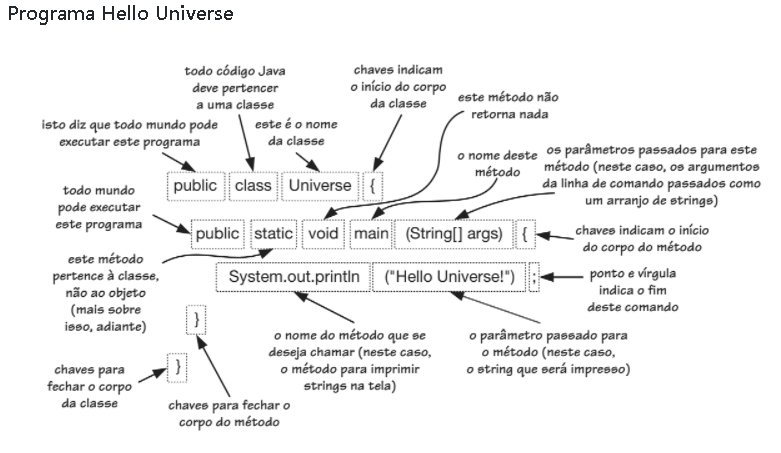 Programa Hello Universe
todo código Java
deve pertencer
a uma classe
chaves indicam
o início do corpo
da classe
este método não
retorna nada
isto diz que todo mundo pode
executar este programa
este é o nome
da classe
o nome deste
método
os parâmetros passados para este
método (neste caso, os argumentos
da linha de comando passados como
um arranjo de strings)
public class Universe {
todo mundo
pode executar
este programa
public static void main (String[] args) {
chaves indicam o início
do corpo do método
este método
pertence à classe,
não ao objeto
(mais sobre
isso, adiante)
System.out.println ("Hello Universe!") ;
ponto e vírgula
indica o fim
deste comando
}
o nome do método que se
deseja chamar (neste caso,
o método para imprimir
strings na tela)
o parâmetro passado para
o método (neste caso,
o string que será impresso)
}
chaves para
fechar o corpo
da classe
chaves para fechar o
corpo do método